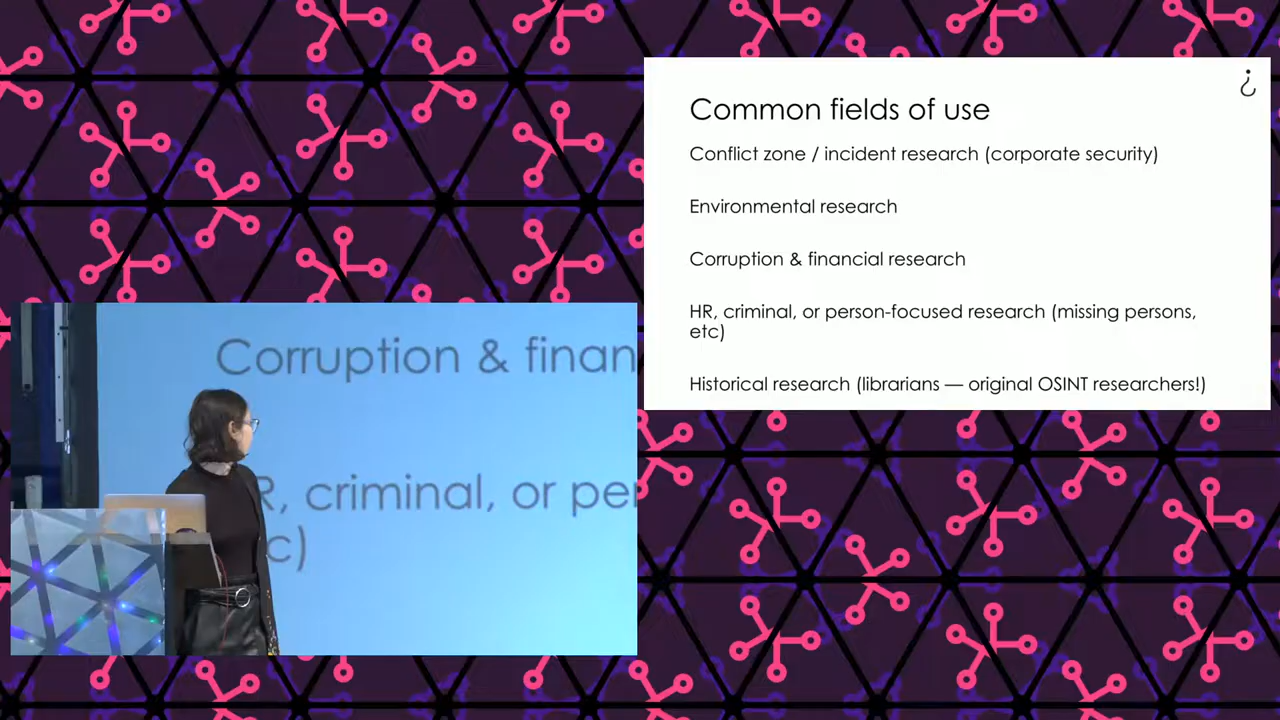 ¿
Common fields of use
Conflict zone / incident research (corporate security)
Environmental research
Corruption & financial research
HR, criminal, or person-focused research (missing persons,
etc)
Historical research (librarians — original OSINT researchers!)
Corruption & finan
R, criminal, or per
c)